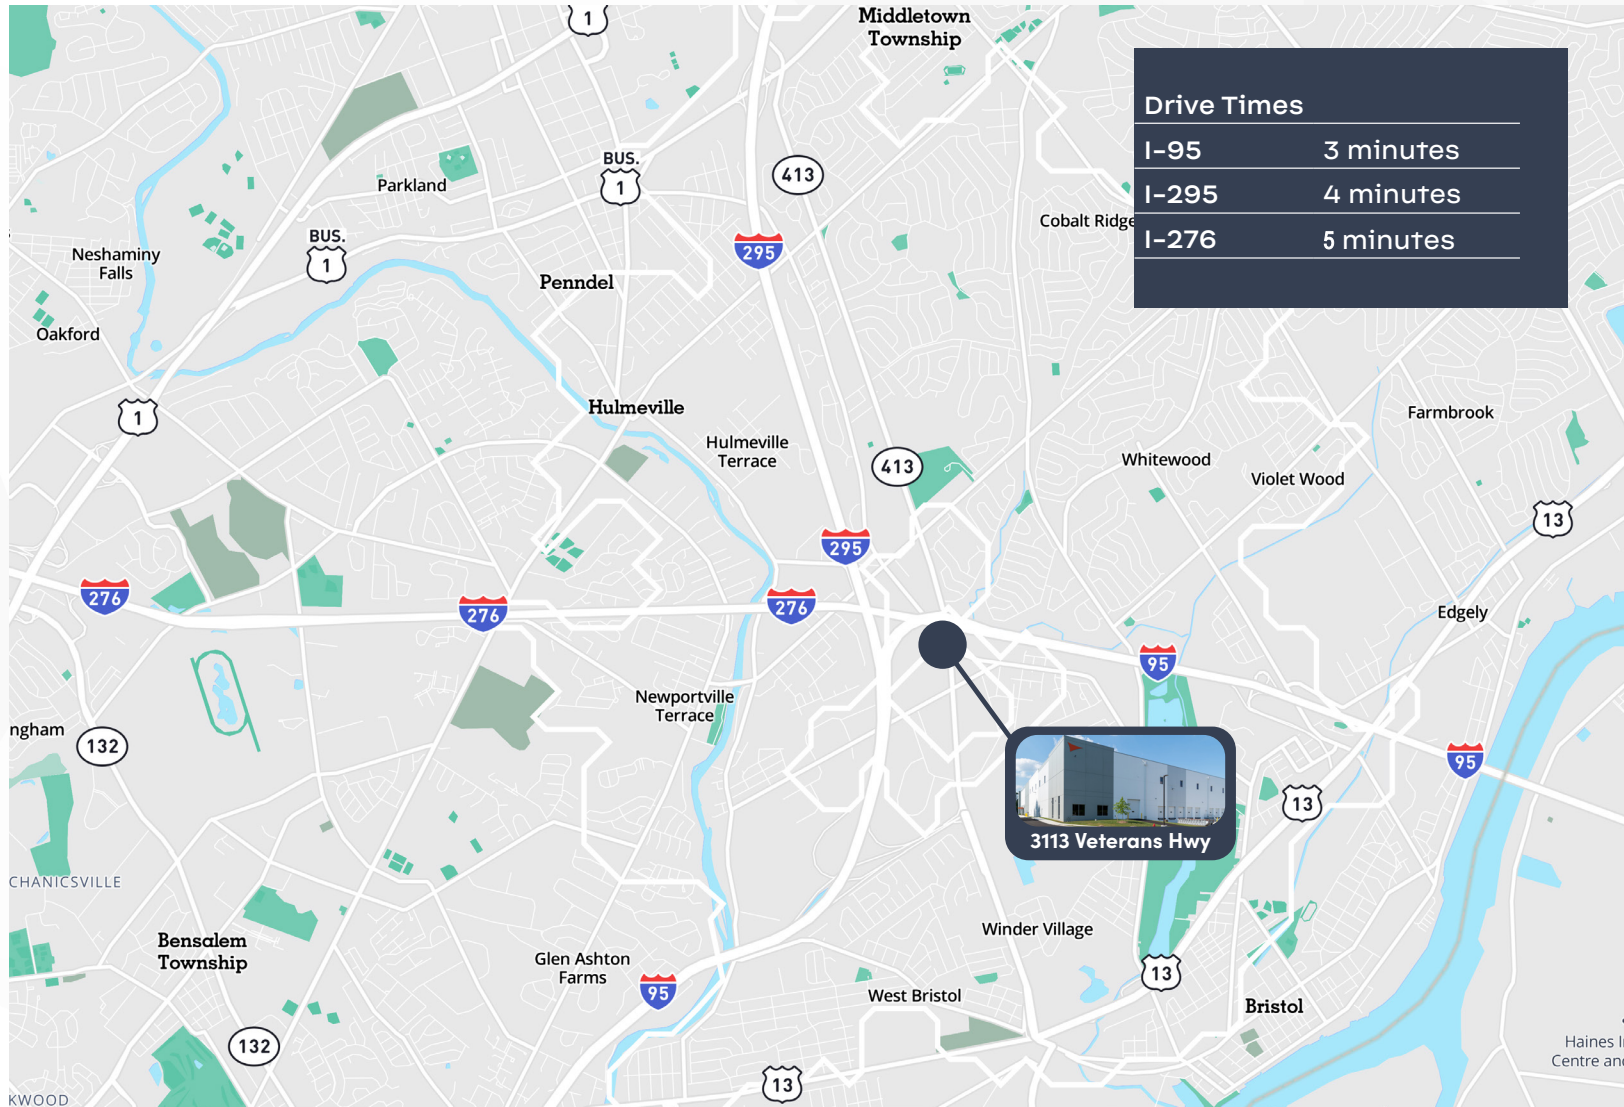 1
Middletown
Township
Drive Times
I-95 3 minutes
I-295 4 minutes
I-276 5 minutes
BUS.
1
413
Parkland
Cobalt Ridge
BUS.
1
295
Neshaminy
Falls
Penndel
Oakford
1
Hulmeville
Farmbrook
Hulmeville
Terrace
413
Whitewood
Violet Wood
13
295
276
276
276
Edgely
95
Newportville
Terrace
ngham
132
95
13
3113 Veterans Hwy
CHANICSVILLE
Winder Village
Bensalem
Township
Glen Ashton
Farms
13
95
West Bristol
Bristol
132
Haines I
Centre and
13
KWOOD